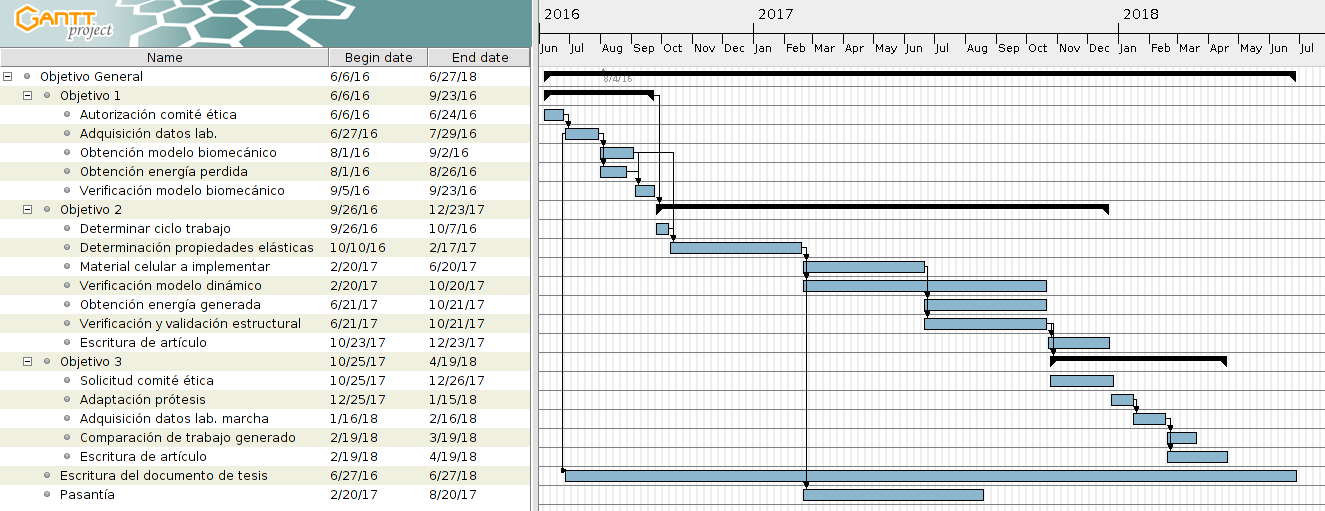 GANTT
project
2016 2017 2018
Name Begin date End date Jun Jul Aug Sep Oct Nov Dec Jan Feb Mar Apr May Jun Jul Aug Sep Oct Nov Dec Jan Feb Mar Apr May Jun Jul
Objetivo General 6/6/16 6/27/18 8/4/16
Objetivo 1 6/6/16 9/23/16
Autorización comité ética 6/6/16 6/24/16
Adquisición datos lab. 6/27/16 7/29/16
Obtención modelo biomecánico 8/1/16 9/2/16
Obtención energía perdida 8/1/16 8/26/16
Verificación modelo biomecánico 9/5/16 9/23/16
Objetivo 2 9/26/16 12/23/17
Determinar ciclo trabajo 9/26/16 10/7/16
Determinación propiedades elásticas 10/10/16 2/17/17
Material celular a implementar 2/20/17 6/20/17
Verificación modelo dinámico 2/20/17 10/20/17
Obtención energía generada 6/21/17 10/21/17
Verificación y validación estructural 6/21/17 10/21/17
Escritura de artículo 10/23/17 12/23/17
Objetivo 3 10/25/17 4/19/18
Solicitud comité ética 10/25/17 12/26/17
Adaptación prótesis 12/25/17 1/15/18
Adquisición datos lab. marcha 1/16/18 2/16/18
Comparación de trabajo generado 2/19/18 3/19/18
Escritura de artículo 2/19/18 4/19/18
Escritura del documento de tesis 6/27/16 6/27/18
Pasantía 2/20/17 8/20/17